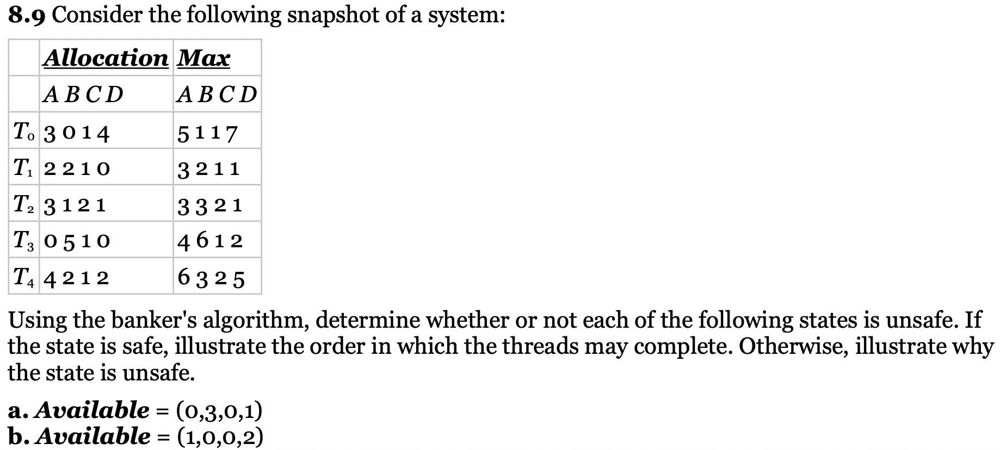 8.9 Consider the following snapshot of a system:
Allocation Max
A B C D A B C D
T0 3 0 1 4 5 1 1 7
T1 2 2 1 0 3 2 1 1
T2 3 1 2 1 3 3 2 1
T3 0 5 1 0 4 6 1 2
T4 4 2 1 2 6 3 2 5
Using the banker's algorithm, determine whether or not each of the following states is unsafe. If
the state is safe, illustrate the order in which the threads may complete. Otherwise, illustrate why
the state is unsafe.
a. Available = (0,3,0,1)
b. Available = (1,0,0,2)